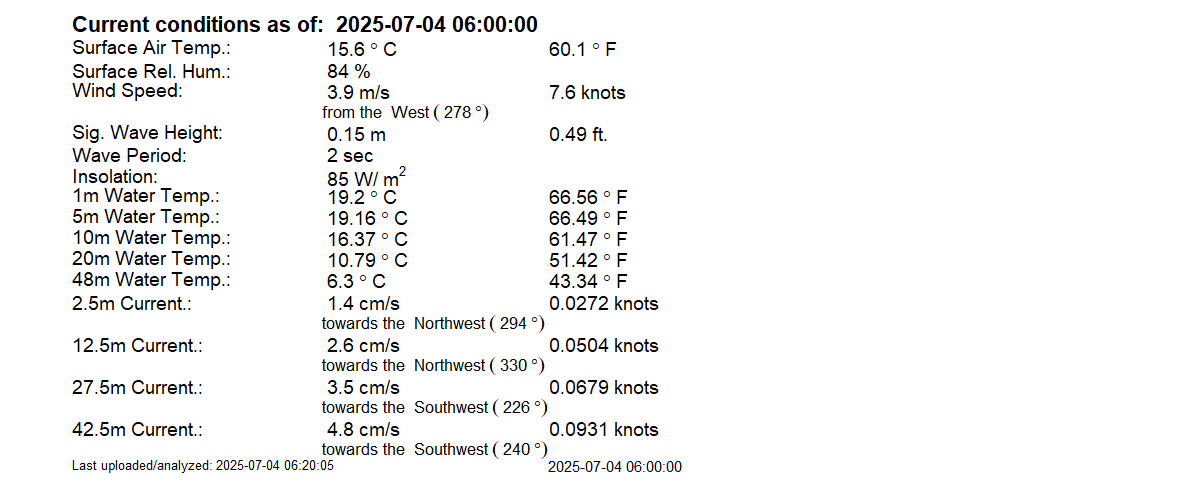 Current conditions as of: 2025-07-04 06:00:00
Surface Air Temp.: 15.6 ° C 60.1 ° F
Surface Rel. Hum.: 84 %
Wind Speed: 3.9 m/s 7.6 knots
from the West ( 278 °)
Sig. Wave Height: 0.15 m 0.49 ft.
Wave Period: 2 sec
Insolation: 85 W/ m²
1m Water Temp.: 19.2 ° C 66.56 ° F
5m Water Temp.: 19.16 ° C 66.49 ° F
10m Water Temp.: 16.37 ° C 61.47 ° F
20m Water Temp.: 10.79 ° C 51.42 ° F
48m Water Temp.: 6.3 ° C 43.34 ° F
2.5m Current.: 1.4 cm/s 0.0272 knots
towards the Northwest ( 294 °)
12.5m Current.: 2.6 cm/s 0.0504 knots
towards the Northwest ( 330 °)
27.5m Current.: 3.5 cm/s 0.0679 knots
towards the Southwest ( 226 °)
42.5m Current.: 4.8 cm/s 0.0931 knots
towards the Southwest ( 240 °)
Last uploaded/analyzed: 2025-07-04 06:20:05 2025-07-04 06:00:00